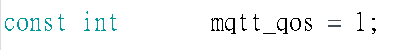 const int      mqtt_qos = 1;